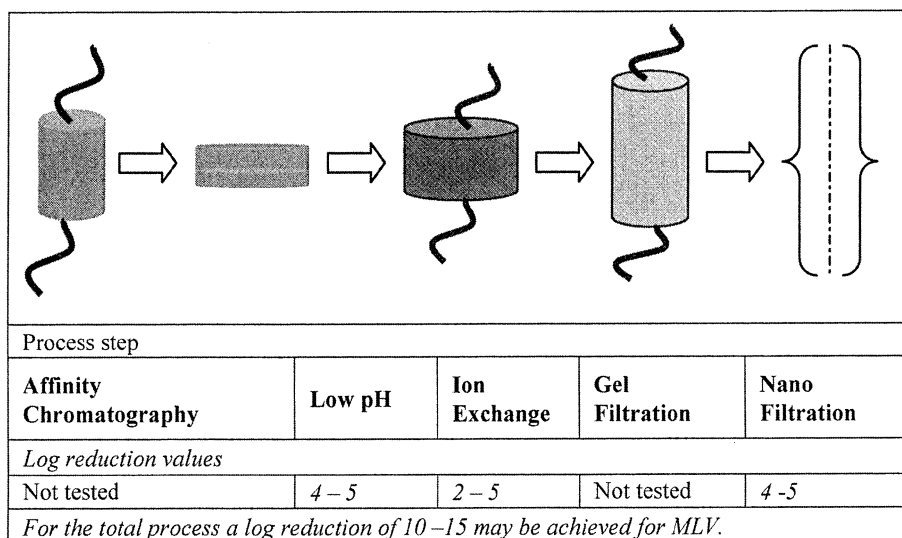 Process step
Affinity Chromatography Low pH Ion Exchange Gel Filtration Nano Filtration
Log reduction values
Not tested 4 – 5 2 – 5 Not tested 4 -5
For the total process a log reduction of 10 –15 may be achieved for MLV.